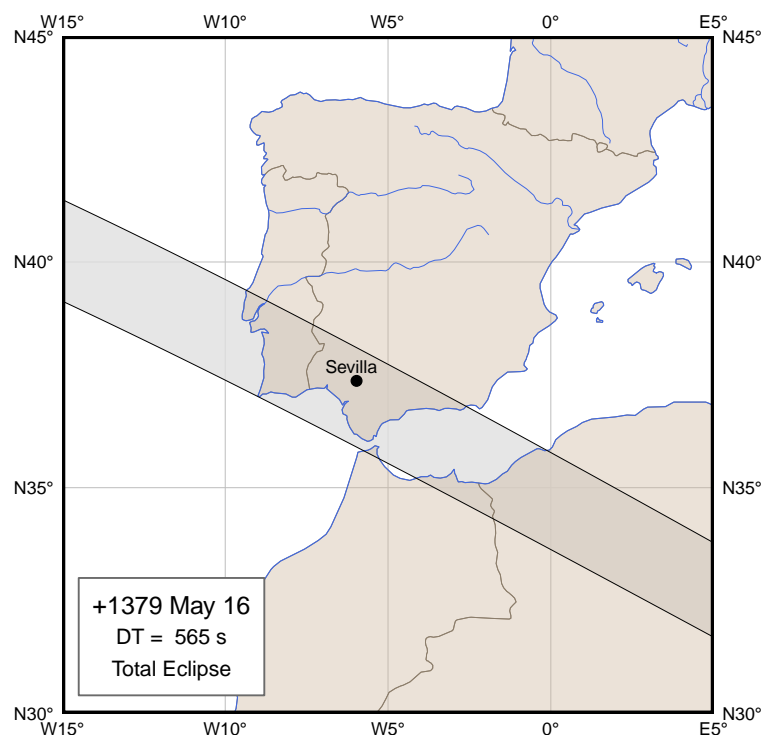 W15° W10° W5° 0° E5°
N45° N45°
N40° N40°
Sevilla
N35° N35°
+1379 May 16
DT = 565 s
Total Eclipse
N30° N30°
W15° W10° W5° 0° E5°